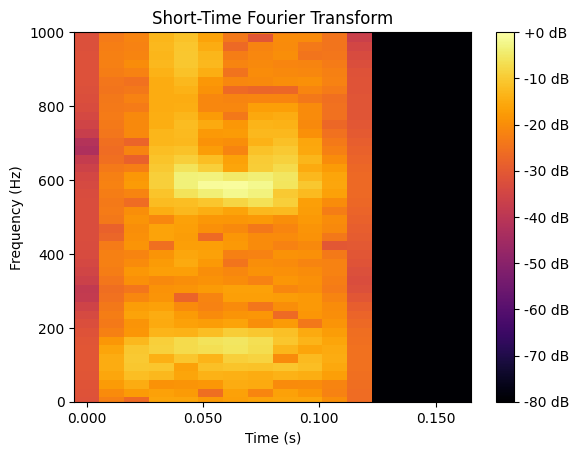 Short-Time Fourier Transform
1000
800
600
400
200
0
Frequency (Hz)
0.000
0.050
0.100
0.150
Time (s)
+0 dB
-10 dB
-20 dB
-30 dB
-40 dB
-50 dB
-60 dB
-70 dB
-80 dB